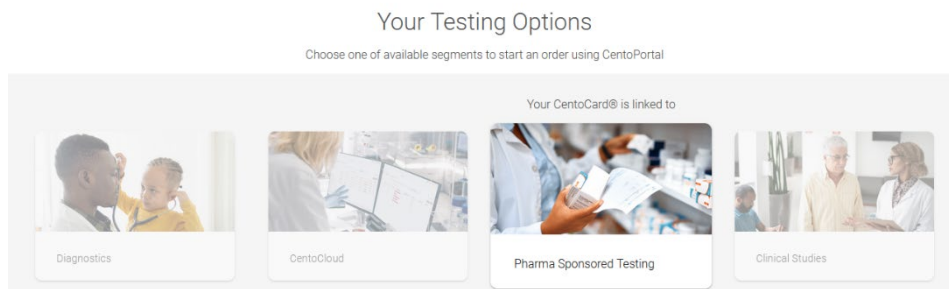 Your Testing Options
Choose one of available segments to start an order using CentoPortal
Your CentoCard® is linked to
Diagnostics
CentoCloud
Pharma Sponsored Testing
Clinical Studies